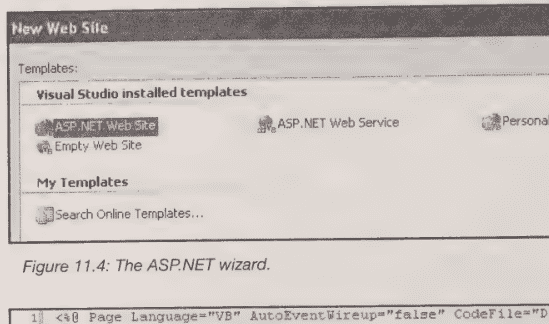 New Web Site
Templates:
Visual Studio installed templates
ASP.NET Web Site ASP.NET Web Service Personal
Empty Web Site
My Templates
Search Online Templates...
Figure 11.4: The ASP.NET wizard.
1 <%@ Page Language="VB" AutoEventWireup="false" CodeFile="D